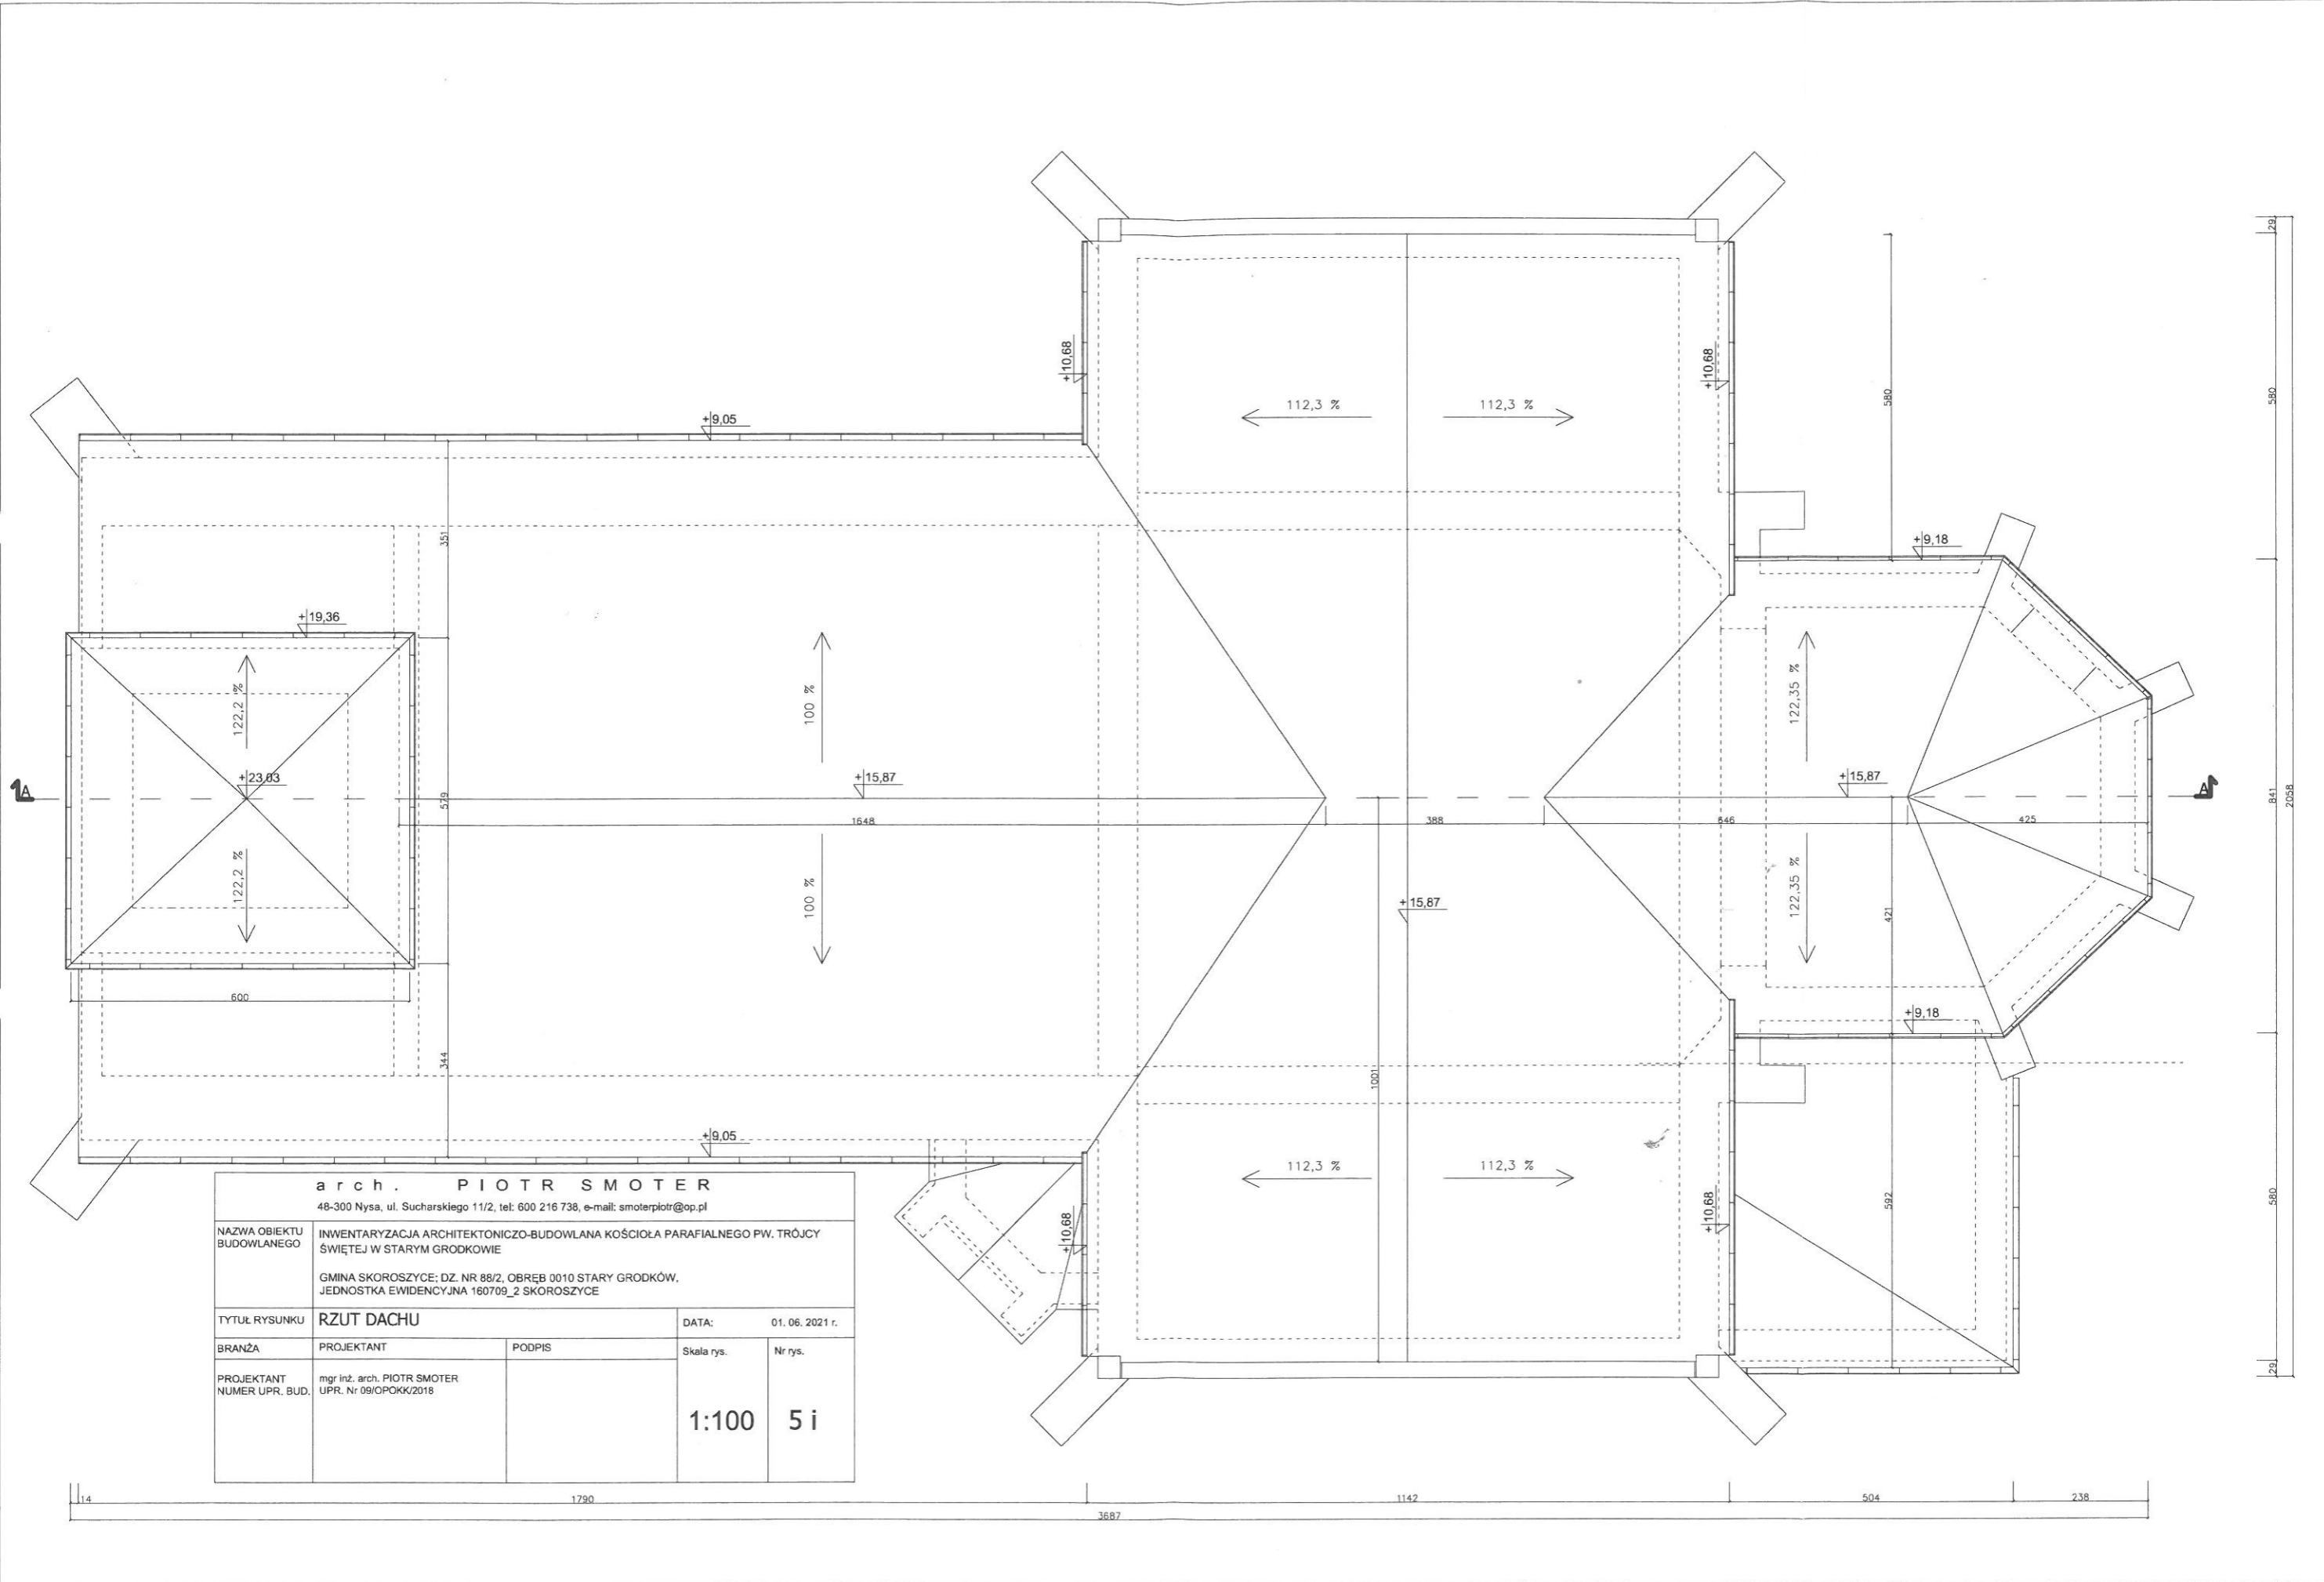 29
+10,68
+10,68
580
580
112,3 %
112,3 %
+9,05
351
+9,18
+19,36
122,2 %
100 %
122,35 %
+23,03
+15,87
+15,87
A
A
579
841
2058
1648
388
646
425
122,2 %
100 %
122,35 %
+15,87
421
600
+9,18
344
1001
+9,05
112,3 %
112,3 %
592
580
+10,68
+10,68
29
arch. PIOTR SMOTER
48-300 Nysa, ul. Sucharskiego 11/2, tel: 600 216 738, e-mail: smoterpiotr@op.pl
NAZWA OBIEKTU
BUDOWLANEGO
INWENTARYZACJA ARCHITEKTONICZO-BUDOWLANA KOŚCIOŁA PARAFIALNEGO PW. TRÓJCY
ŚWIĘTEJ W STARYM GRODKOWIE
GMINA SKOROSZYCE; DZ. NR 88/2, OBRĘB 0010 STARY GRODKÓW,
JEDNOSTKA EWIDENCYJNA 160709_2 SKOROSZYCE
TYTUŁ RYSUNKU
RZUT DACHU
DATA:
01. 06. 2021 r.
BRANŻA
PROJEKTANT
PODPIS
Skala rys.
Nr rys.
PROJEKTANT
NUMER UPR. BUD.
mgr inż. arch. PIOTR SMOTER
UPR. Nr 09/OPOKK/2018
1:100
5 i
14
1790
1142
504
238
3687